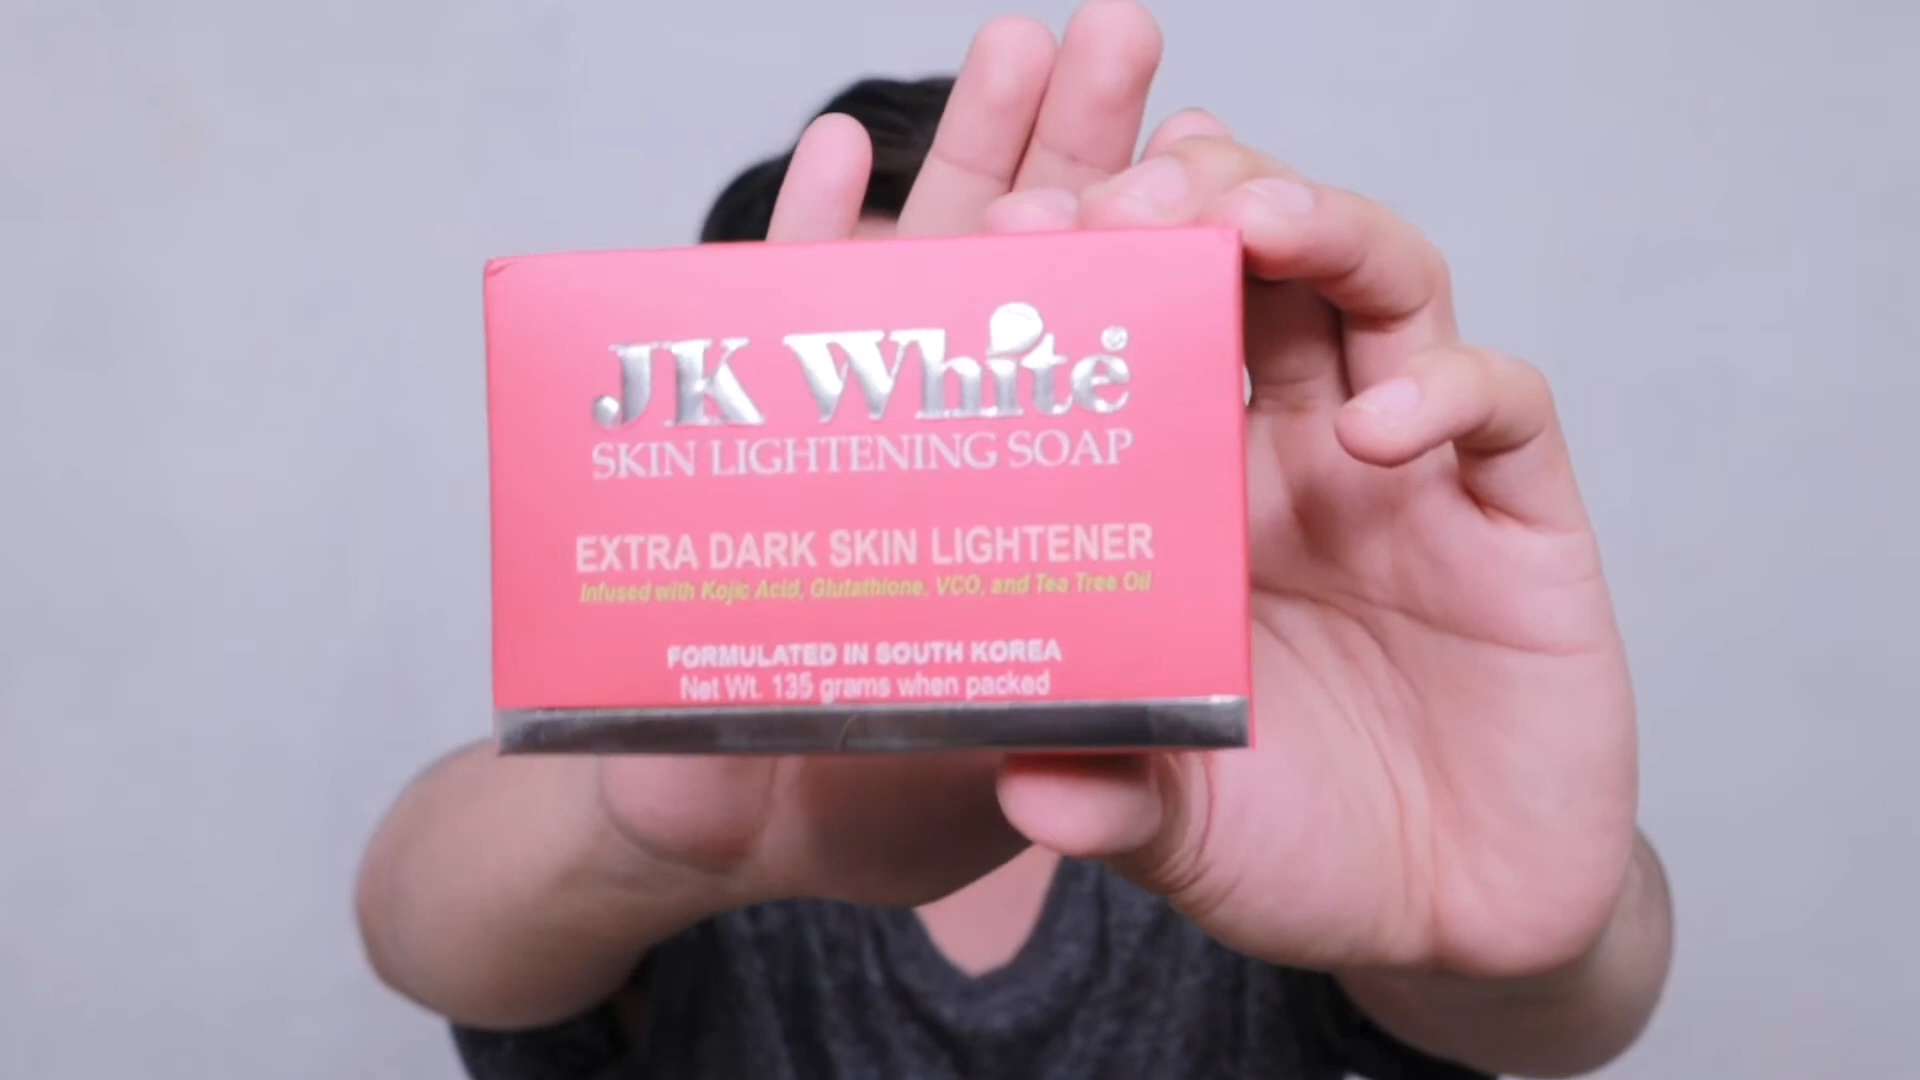 JK White®
SKIN LIGHTENING SOAP
EXTRA DARK SKIN LIGHTENER
Infused with Kojic Acid, Glutathione, VCO, and Tea Tree Oil
FORMULATED IN SOUTH KOREA
Net Wt. 135 grams when packed